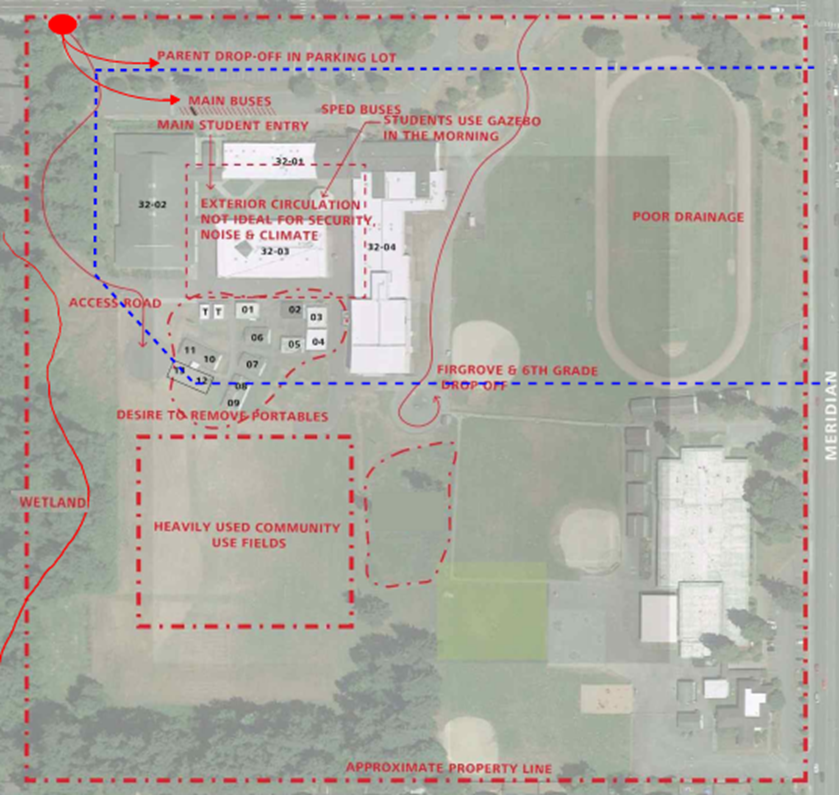 PARENT DROP-OFF IN PARKING LOT
MAIN BUSES
SPED BUSES
MAIN STUDENT ENTRY
STUDENTS USE GAZEBO
IN THE MORNING
32-01
32-02
EXTERIOR CIRCULATION
NOT IDEAL FOR SECURITY,
NOISE & CLIMATE
32-03
32-04
POOR DRAINAGE
ACCESS ROAD
T T
01
02
03
04
05
06
07
08
09
10
11
12
FIRGROVE & 6TH GRADE
DROP OFF
DESIRE TO REMOVE PORTABLES
MERIDIAN
WETLAND
HEAVILY USED COMMUNITY
USE FIELDS
APPROXIMATE PROPERTY LINE